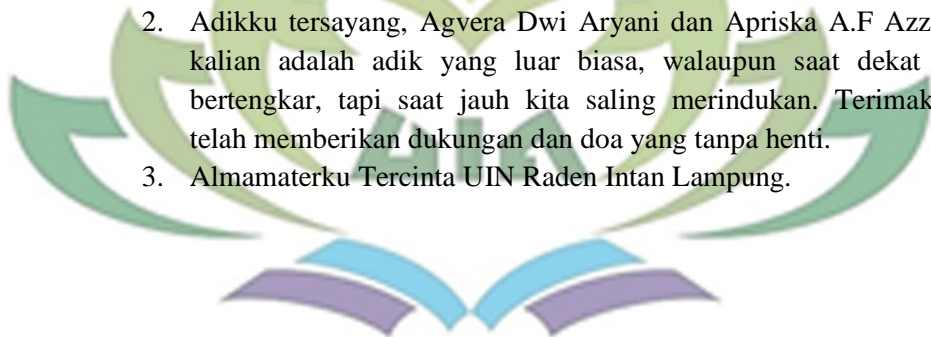 2. Adikku tersayang, Agvera Dwi Aryani dan Apriska A.F Azz
kalian adalah adik yang luar biasa, walaupun saat dekat
bertengkar, tapi saat jauh kita saling merindukan. Terimak
telah memberikan dukungan dan doa yang tanpa henti.
3. Almamaterku Tercinta UIN Raden Intan Lampung.